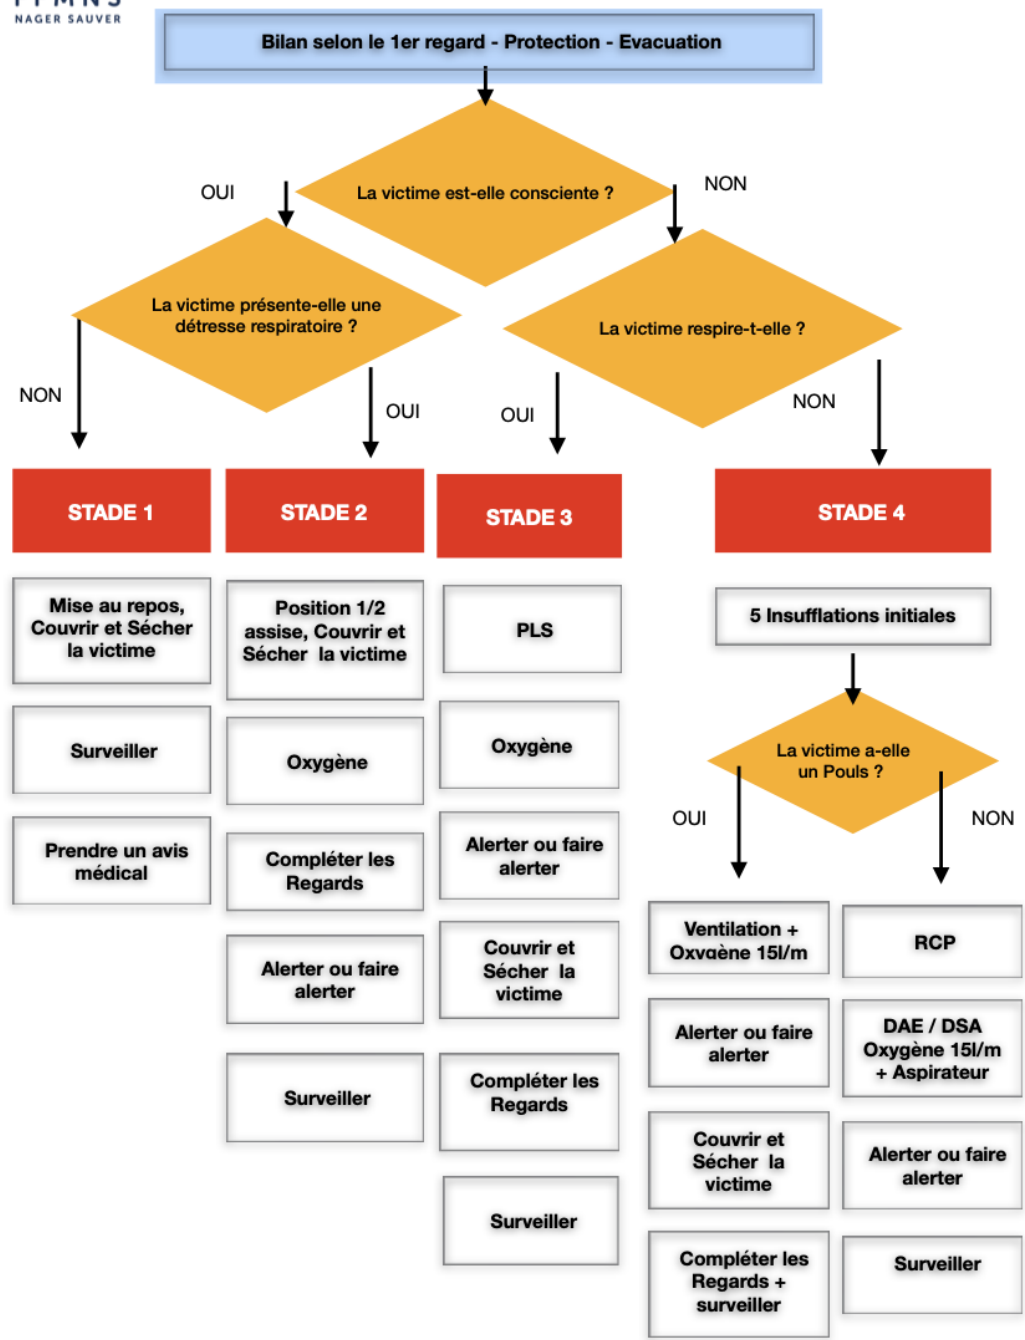 NAGER SAUVER
Bilan selon le 1er regard - Protection - Evacuation
La victime est-elle consciente ?
OUI
NON
La victime présente-elle une
détresse respiratoire ?
La victime respire-t-elle ?
NON
OUI
OUI
NON
STADE 1
Mise au repos,
Couvrir et Sécher
la victime
Surveiller
Prendre un avis
médical
STADE 2
Position 1/2
assise, Couvrir et
Sécher la victime
Oxygène
Compléter les
Regards
Alerter ou faire
alerter
Surveiller
STADE 3
PLS
Oxygène
Alerter ou faire
alerter
Couvrir et
Sécher la
victime
Compléter les
Regards
Surveiller
STADE 4
5 Insufflations initiales
La victime a-elle
un Pouls ?
OUI
NON
Ventilation +
Oxygène 15l/m
Alerter ou faire
alerter
Couvrir et
Sécher la
victime
Compléter les
Regards +
surveiller
RCP
DAE / DSA
Oxygène 15l/m
+ Aspirateur
Alerter ou faire
alerter
Surveiller